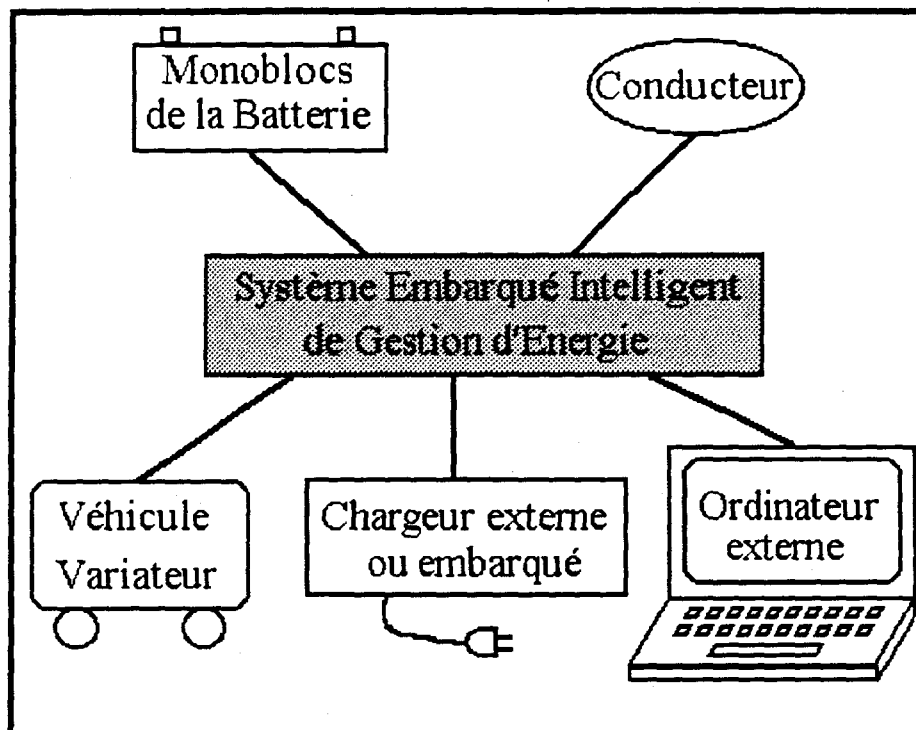 Monoblocs
de la Batterie
Conducteur
Système Embarqué Intelligent
de Gestion d'Energie
Véhicule
Variateur
Chargeur externe
ou embarqué
Ordinateur
externe